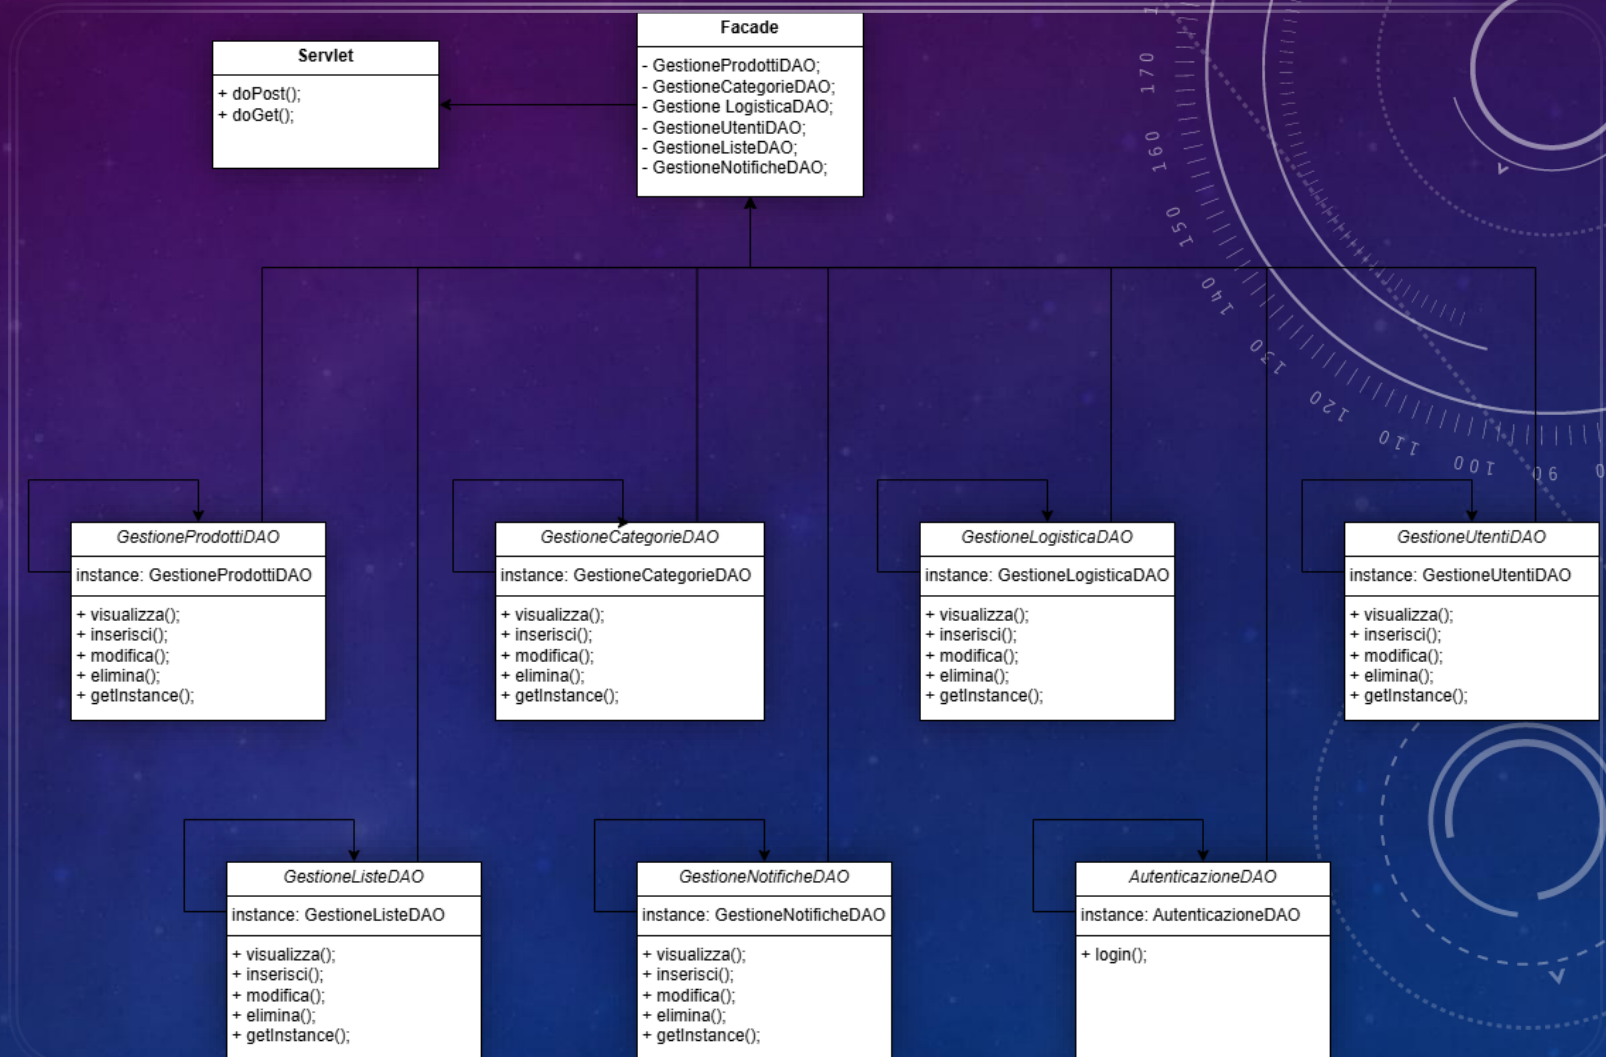 Facade
- GestioneProdottiDAO;
- GestioneCategorieDAO;
- Gestione LogisticaDAO;
- GestioneUtentiDAO;
- GestioneListeDAO;
- GestioneNotificheDAO;
Servlet
+ doPost();
+ doGet();
170
160
150
140
130
120
110
100
90
GestioneProdottiDAO
instance: GestioneProdottiDAO
+ visualizza();
+ inserisci();
+ modifica();
+ elimina();
+ getInstance();
GestioneCategorieDAO
instance: GestioneCategorieDAO
+ visualizza();
+ inserisci();
+ modifica();
+ elimina();
+ getInstance();
GestioneLogisticaDAO
instance: GestioneLogisticaDAO
+ visualizza();
+ inserisci();
+ modifica();
+ elimina();
+ getInstance();
GestioneUtentiDAO
instance: GestioneUtentiDAO
+ visualizza();
+ inserisci();
+ modifica();
+ elimina();
+ getInstance();
GestioneListeDAO
instance: GestioneListeDAO
+ visualizza();
+ inserisci();
+ modifica();
+ elimina();
+ getInstance();
GestioneNotificheDAO
instance: GestioneNotificheDAO
+ visualizza();
+ inserisci();
+ modifica();
+ elimina();
+ getInstance();
AutenticazioneDAO
instance: AutenticazioneDAO
+ login();